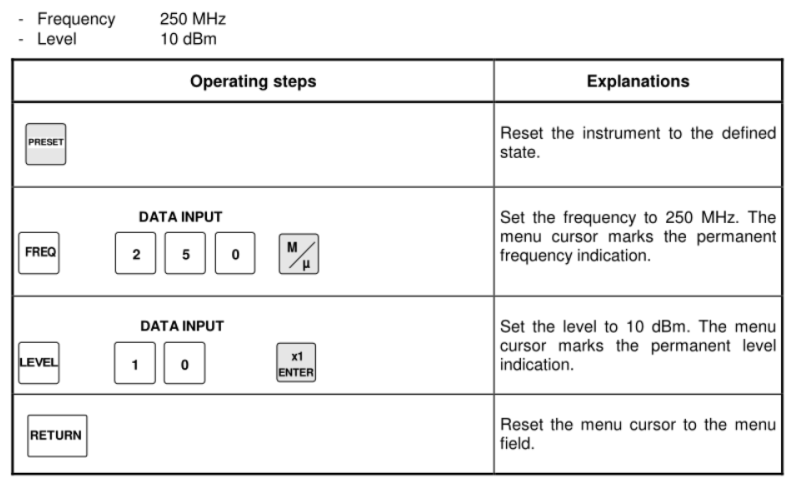 - Frequency 250 MHz
- Level 10 dBm
Operating steps
Explanations
PRESET
Reset the instrument to the defined
state.
DATA INPUT
FREQ 2 5 0 M/µ
Set the frequency to 250 MHz. The
menu cursor marks the permanent
frequency indication.
DATA INPUT
LEVEL 1 0 x1
ENTER
Set the level to 10 dBm. The menu
cursor marks the permanent level
indication.
RETURN
Reset the menu cursor to the menu
field.